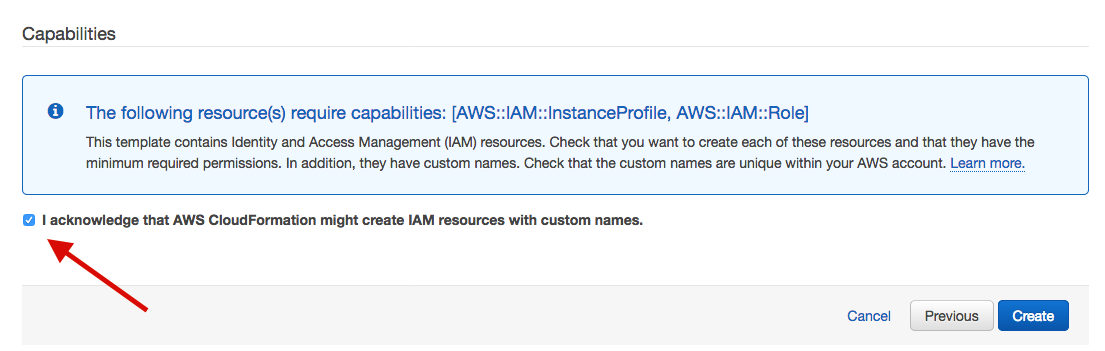 Capabilities
The following resource(s) require capabilities: [AWS::IAM::InstanceProfile, AWS::IAM::Role]
This template contains Identity and Access Management (IAM) resources. Check that you want to create each of these resources and that they have the
minimum required permissions. In addition, they have custom names. Check that the custom names are unique within your AWS account. Learn more.
I acknowledge that AWS CloudFormation might create IAM resources with custom names.
Cancel Previous Create